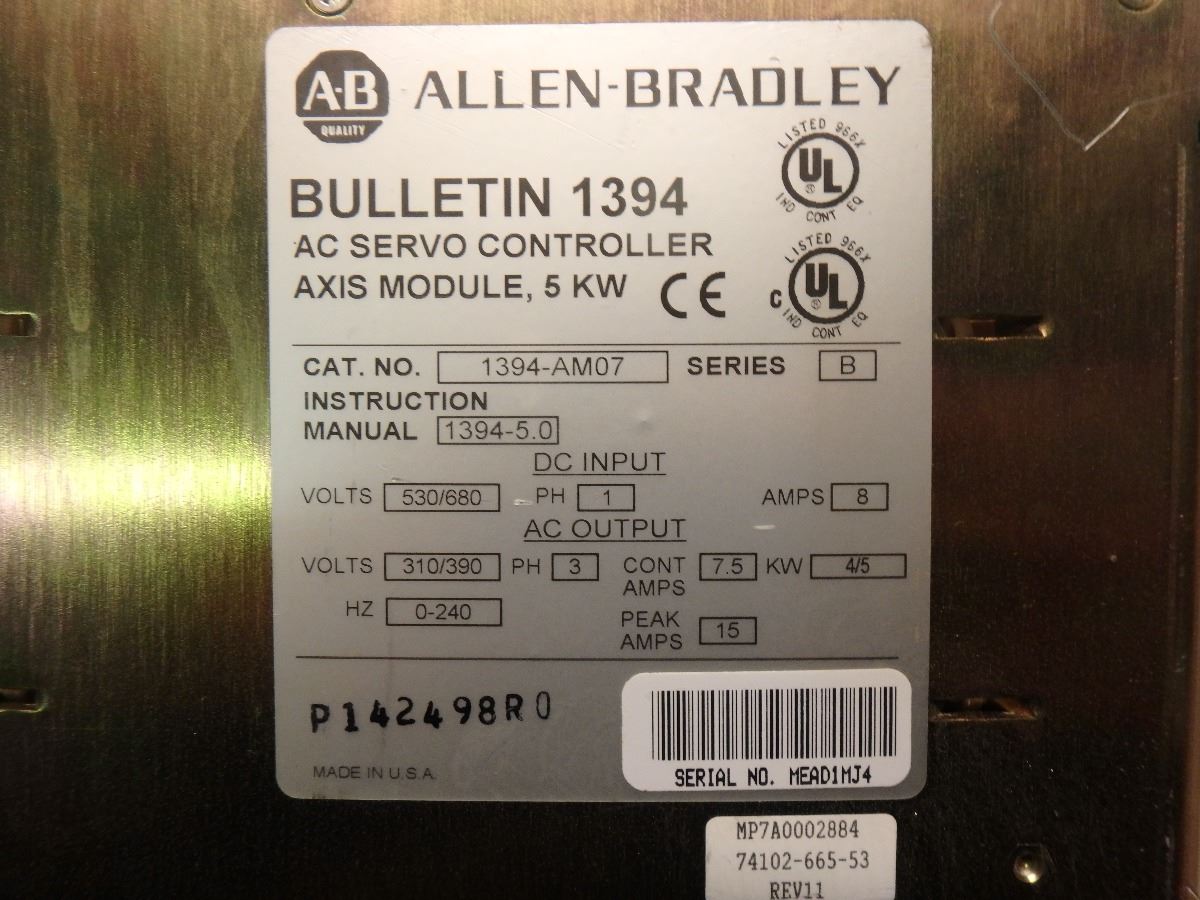 A-B
QUALITY
ALLEN-BRADLEY
LISTED 966X
UL
®
IND CONT EQ
BULLETIN 1394
AC SERVO CONTROLLER
AXIS MODULE, 5 KW
CE
LISTED 966X
C UL
®
IND CONT EQ
CAT. NO. 1394-AM07 SERIES B
INSTRUCTION
MANUAL 1394-5.0
DC INPUT
VOLTS 530/680 PH 1 AMPS 8
AC OUTPUT
VOLTS 310/390 PH 3 CONT AMPS 7.5 KW 4/5
HZ 0-240 PEAK AMPS 15
P142498R0
MADE IN U.S.A.
SERIAL NO. MEAD1MJ4
MP7A0002884
74102-665-53
REV11